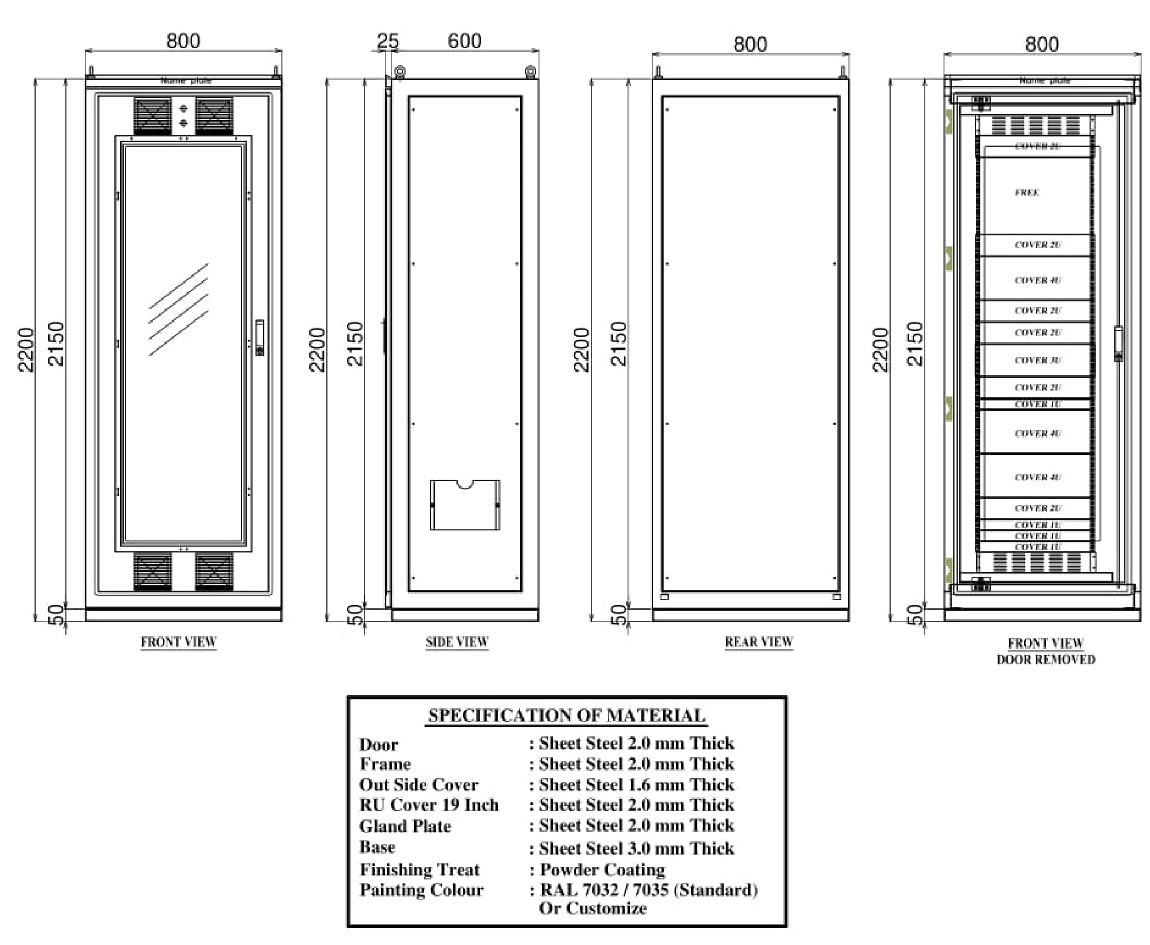 800
25
600
800
800
Name plate
Name plate
2200
2150
50
2200
2150
50
2200
2150
50
2200
2150
50
COVER 2U
FREE
COVER 2U
COVER 4U
COVER 2U
COVER 2U
COVER 3U
COVER 2U
COVER 1U
COVER 4U
COVER 4U
COVER 2U
COVER 1U
COVER 1U
COVER 1U
FRONT VIEW
SIDE VIEW
REAR VIEW
FRONT VIEW
DOOR REMOVED
SPECIFICATION OF MATERIAL
Door : Sheet Steel 2.0 mm Thick
Frame : Sheet Steel 2.0 mm Thick
Out Side Cover : Sheet Steel 1.6 mm Thick
RU Cover 19 Inch : Sheet Steel 2.0 mm Thick
Gland Plate : Sheet Steel 2.0 mm Thick
Base : Sheet Steel 3.0 mm Thick
Finishing Treat : Powder Coating
Painting Colour : RAL 7032 / 7035 (Standard)
Or Customize